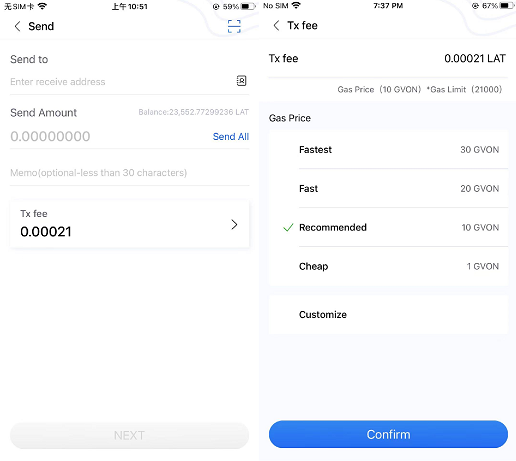 无SIM卡
上午10:51
59%
Send
Send to
Enter receive address
Send Amount
Balance:23,552.77299236 LAT
0.00000000
Send All
Memo(optional-less than 30 characters)
Tx fee
0.00021
NEXT
No SIM
7:37 PM
67%
Tx fee
Tx fee
0.00021 LAT
Gas Price（10 GVON）*Gas Limit（21000）
Gas Price
Fastest
30 GVON
Fast
20 GVON
Recommended
10 GVON
Cheap
1 GVON
Customize
Confirm